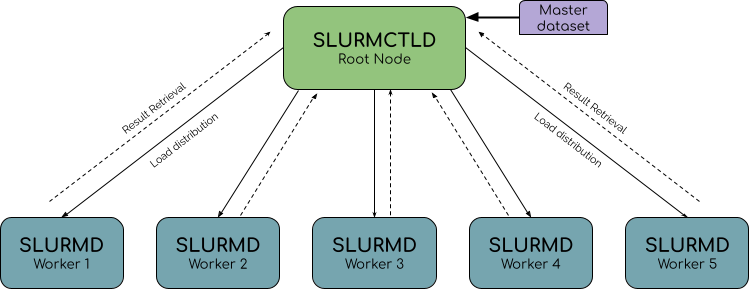 Master
dataset
SLURMCTLD
Root Node
Result Retrieval
Load distribution
Result Retrieval
Load distribution
SLURMD
Worker 1
SLURMD
Worker 2
SLURMD
Worker 3
SLURMD
Worker 4
SLURMD
Worker 5